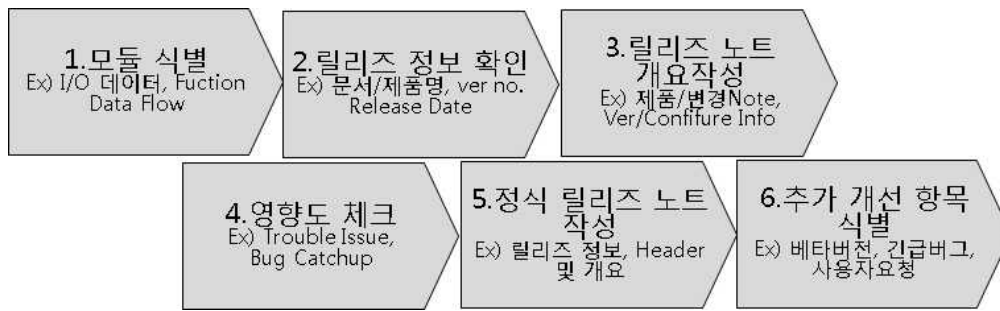 1.모듈 식별
Ex) I/O 데이터, Fuction
Data Flow
2.릴리즈 정보 확인
Ex) 문서/제품명, ver no.
Release Date
3.릴리즈 노트
개요작성
Ex) 제품/변경Note,
Ver/Confifure Info
4.영향도 체크
Ex) Trouble Issue,
Bug Catchup
5.정식 릴리즈 노트
작성
Ex) 릴리즈 정보, Header
및 개요
6.추가 개선 항목
식별
Ex) 베타버전, 긴급버그,
사용자요청